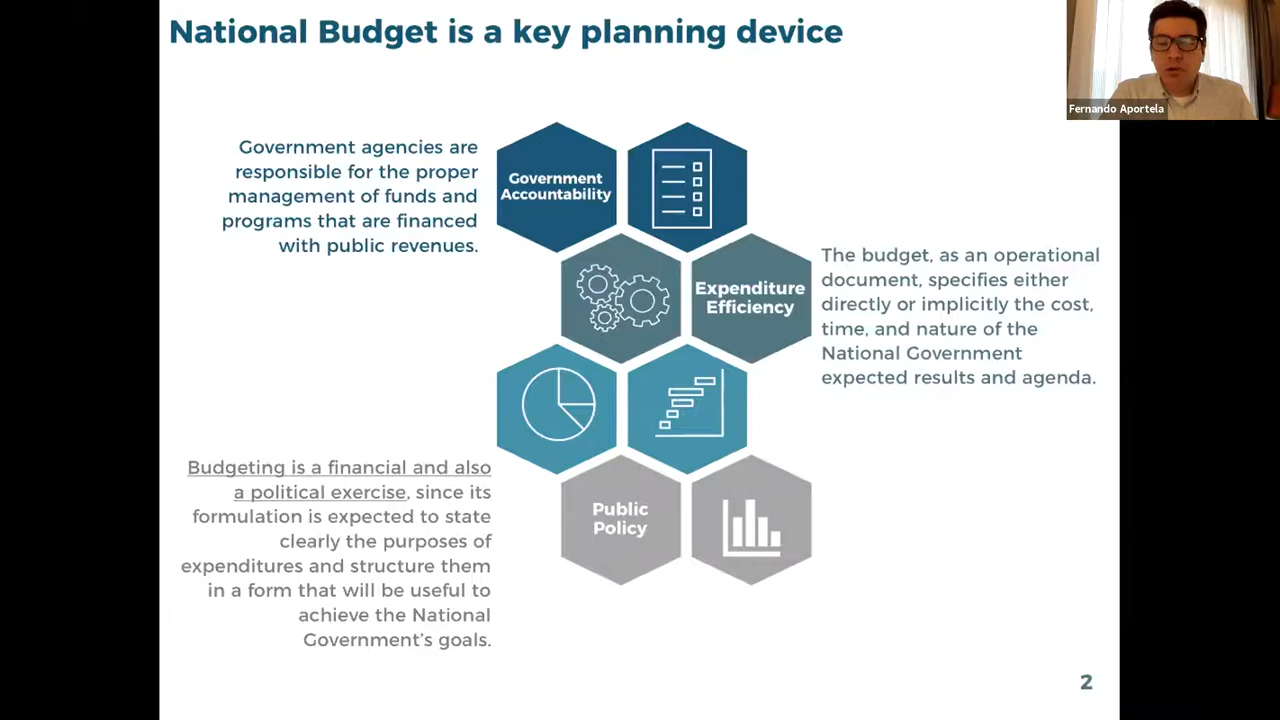 National Budget is a key planning device
Fernando Aportela
Government agencies are
responsible for the proper
management of funds and
programs that are financed
with public revenues.
Government
Accountability
Expenditure
Efficiency
The budget, as an operational
document, specifies either
directly or implicitly the cost,
time, and nature of the
National Government
expected results and agenda.
Budgeting is a financial and also
a political exercise, since its
formulation is expected to state
clearly the purposes of
expenditures and structure them
in a form that will be useful to
achieve the National
Government's goals.
Public
Policy
2